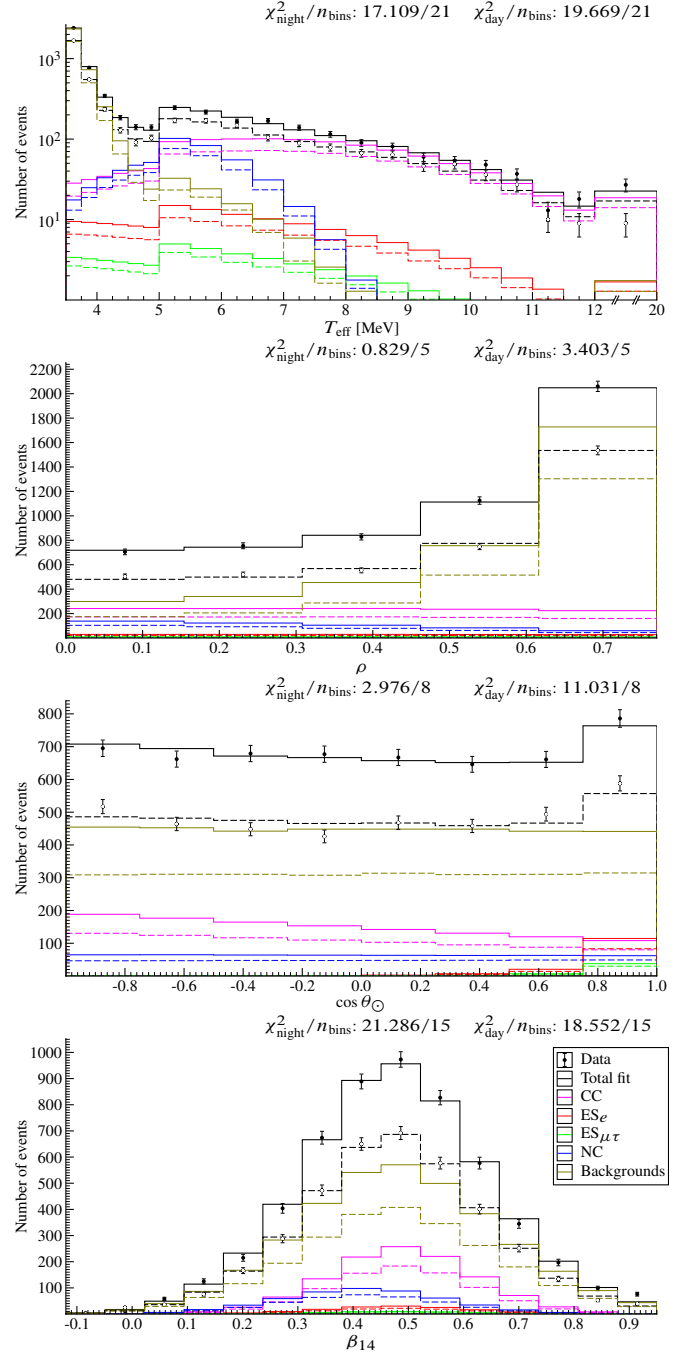 χ²night/nbins: 17.109/21 χ²day/nbins: 19.669/21
Number of events
10³
10²
10¹
4 5 6 7 8 9 10 11 12 20
Teff [MeV]
χ²night/nbins: 0.829/5 χ²day/nbins: 3.403/5
Number of events
2200
2000
1800
1600
1400
1200
1000
800
600
400
200
0.0 0.1 0.2 0.3 0.4 0.5 0.6 0.7
ρ
χ²night/nbins: 2.976/8 χ²day/nbins: 11.031/8
Number of events
800
700
600
500
400
300
200
100
-0.8 -0.6 -0.4 -0.2 0.0 0.2 0.4 0.6 0.8 1.0
cos θ⊙
χ²night/nbins: 21.286/15 χ²day/nbins: 18.552/15
Number of events
1000
900
800
700
600
500
400
300
200
100
-0.1 0.0 0.1 0.2 0.3 0.4 0.5 0.6 0.7 0.8 0.9
β14
Data
Total fit
CC
ESe
ESμτ
NC
Backgrounds